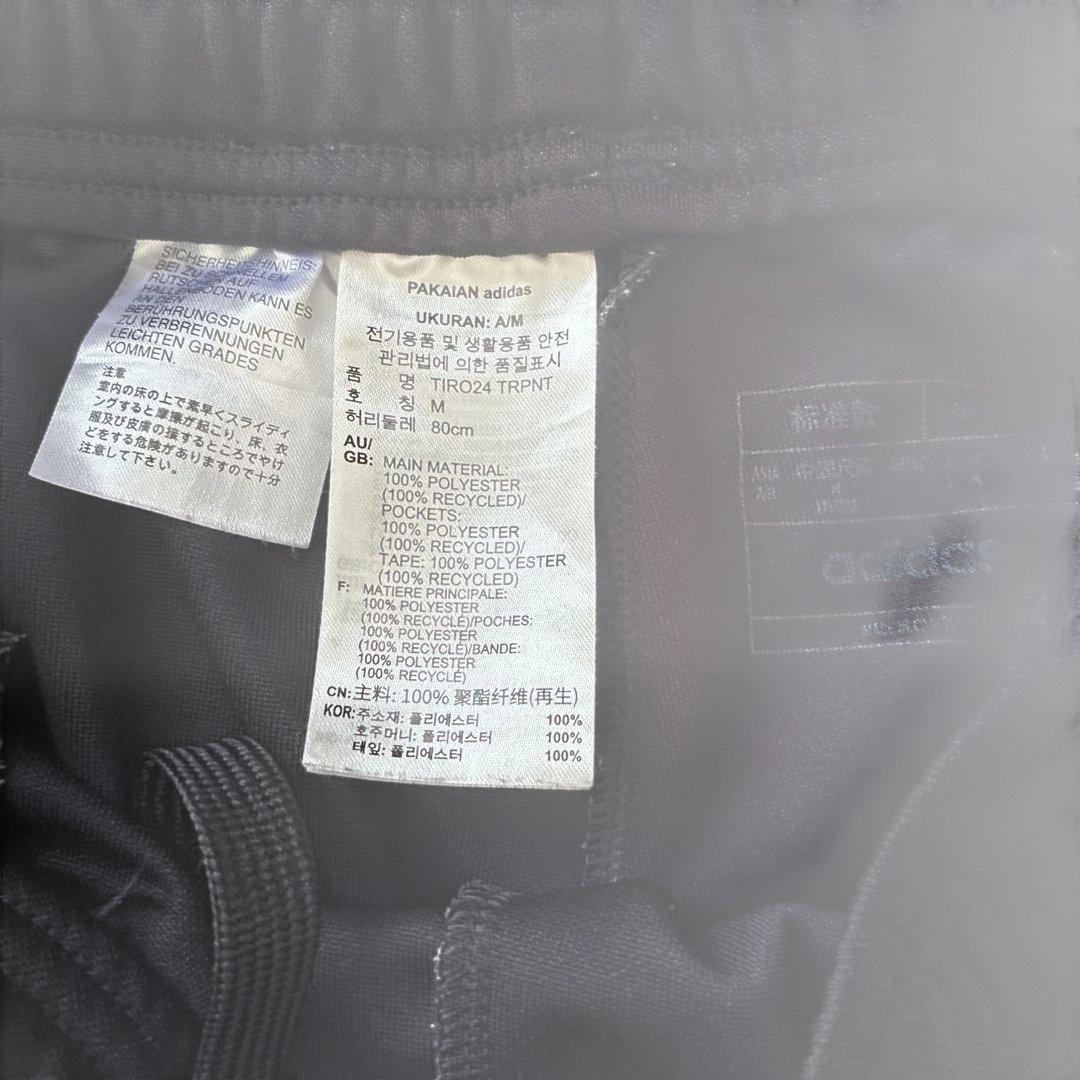 SICHERHEITSHINWEIS:
BEI ZU SCHNELLEM
RUTSCHEN AUF
HALLENBODEN KANN ES
AN DEN
BERÜHRUNGSPUNKTEN
ZU VERBRENNUNGEN
LEICHTEN GRADES
KOMMEN.
注意
室内の床の上で素早くスライディ
ングすると摩擦が起こり、床、衣
服及び皮膚の接するところでやけ
どをする危険がありますので十分
注意して下さい。
PAKAIAN adidas
UKURAN: A/M
전기용품 및 생활용품 안전
관리법에 의한 품질표시
품 명 TIRO24 TRPNT
호 칭 M
허리둘레 80cm
AU/
GB: MAIN MATERIAL:
100% POLYESTER
(100% RECYCLED)/
POCKETS:
100% POLYESTER
(100% RECYCLED)/
TAPE: 100% POLYESTER
(100% RECYCLED)
F: MATIERE PRINCIPALE:
100% POLYESTER
(100% RECYCLÉ)/POCHES:
100% POLYESTER
(100% RECYCLÉ)/BANDE:
100% POLYESTER
(100% RECYCLÉ)
CN: 主料: 100% 聚酯纤维(再生)
KOR: 주소재: 폴리에스터 100%
호주머니: 폴리에스터 100%
테잎: 폴리에스터 100%
adidas